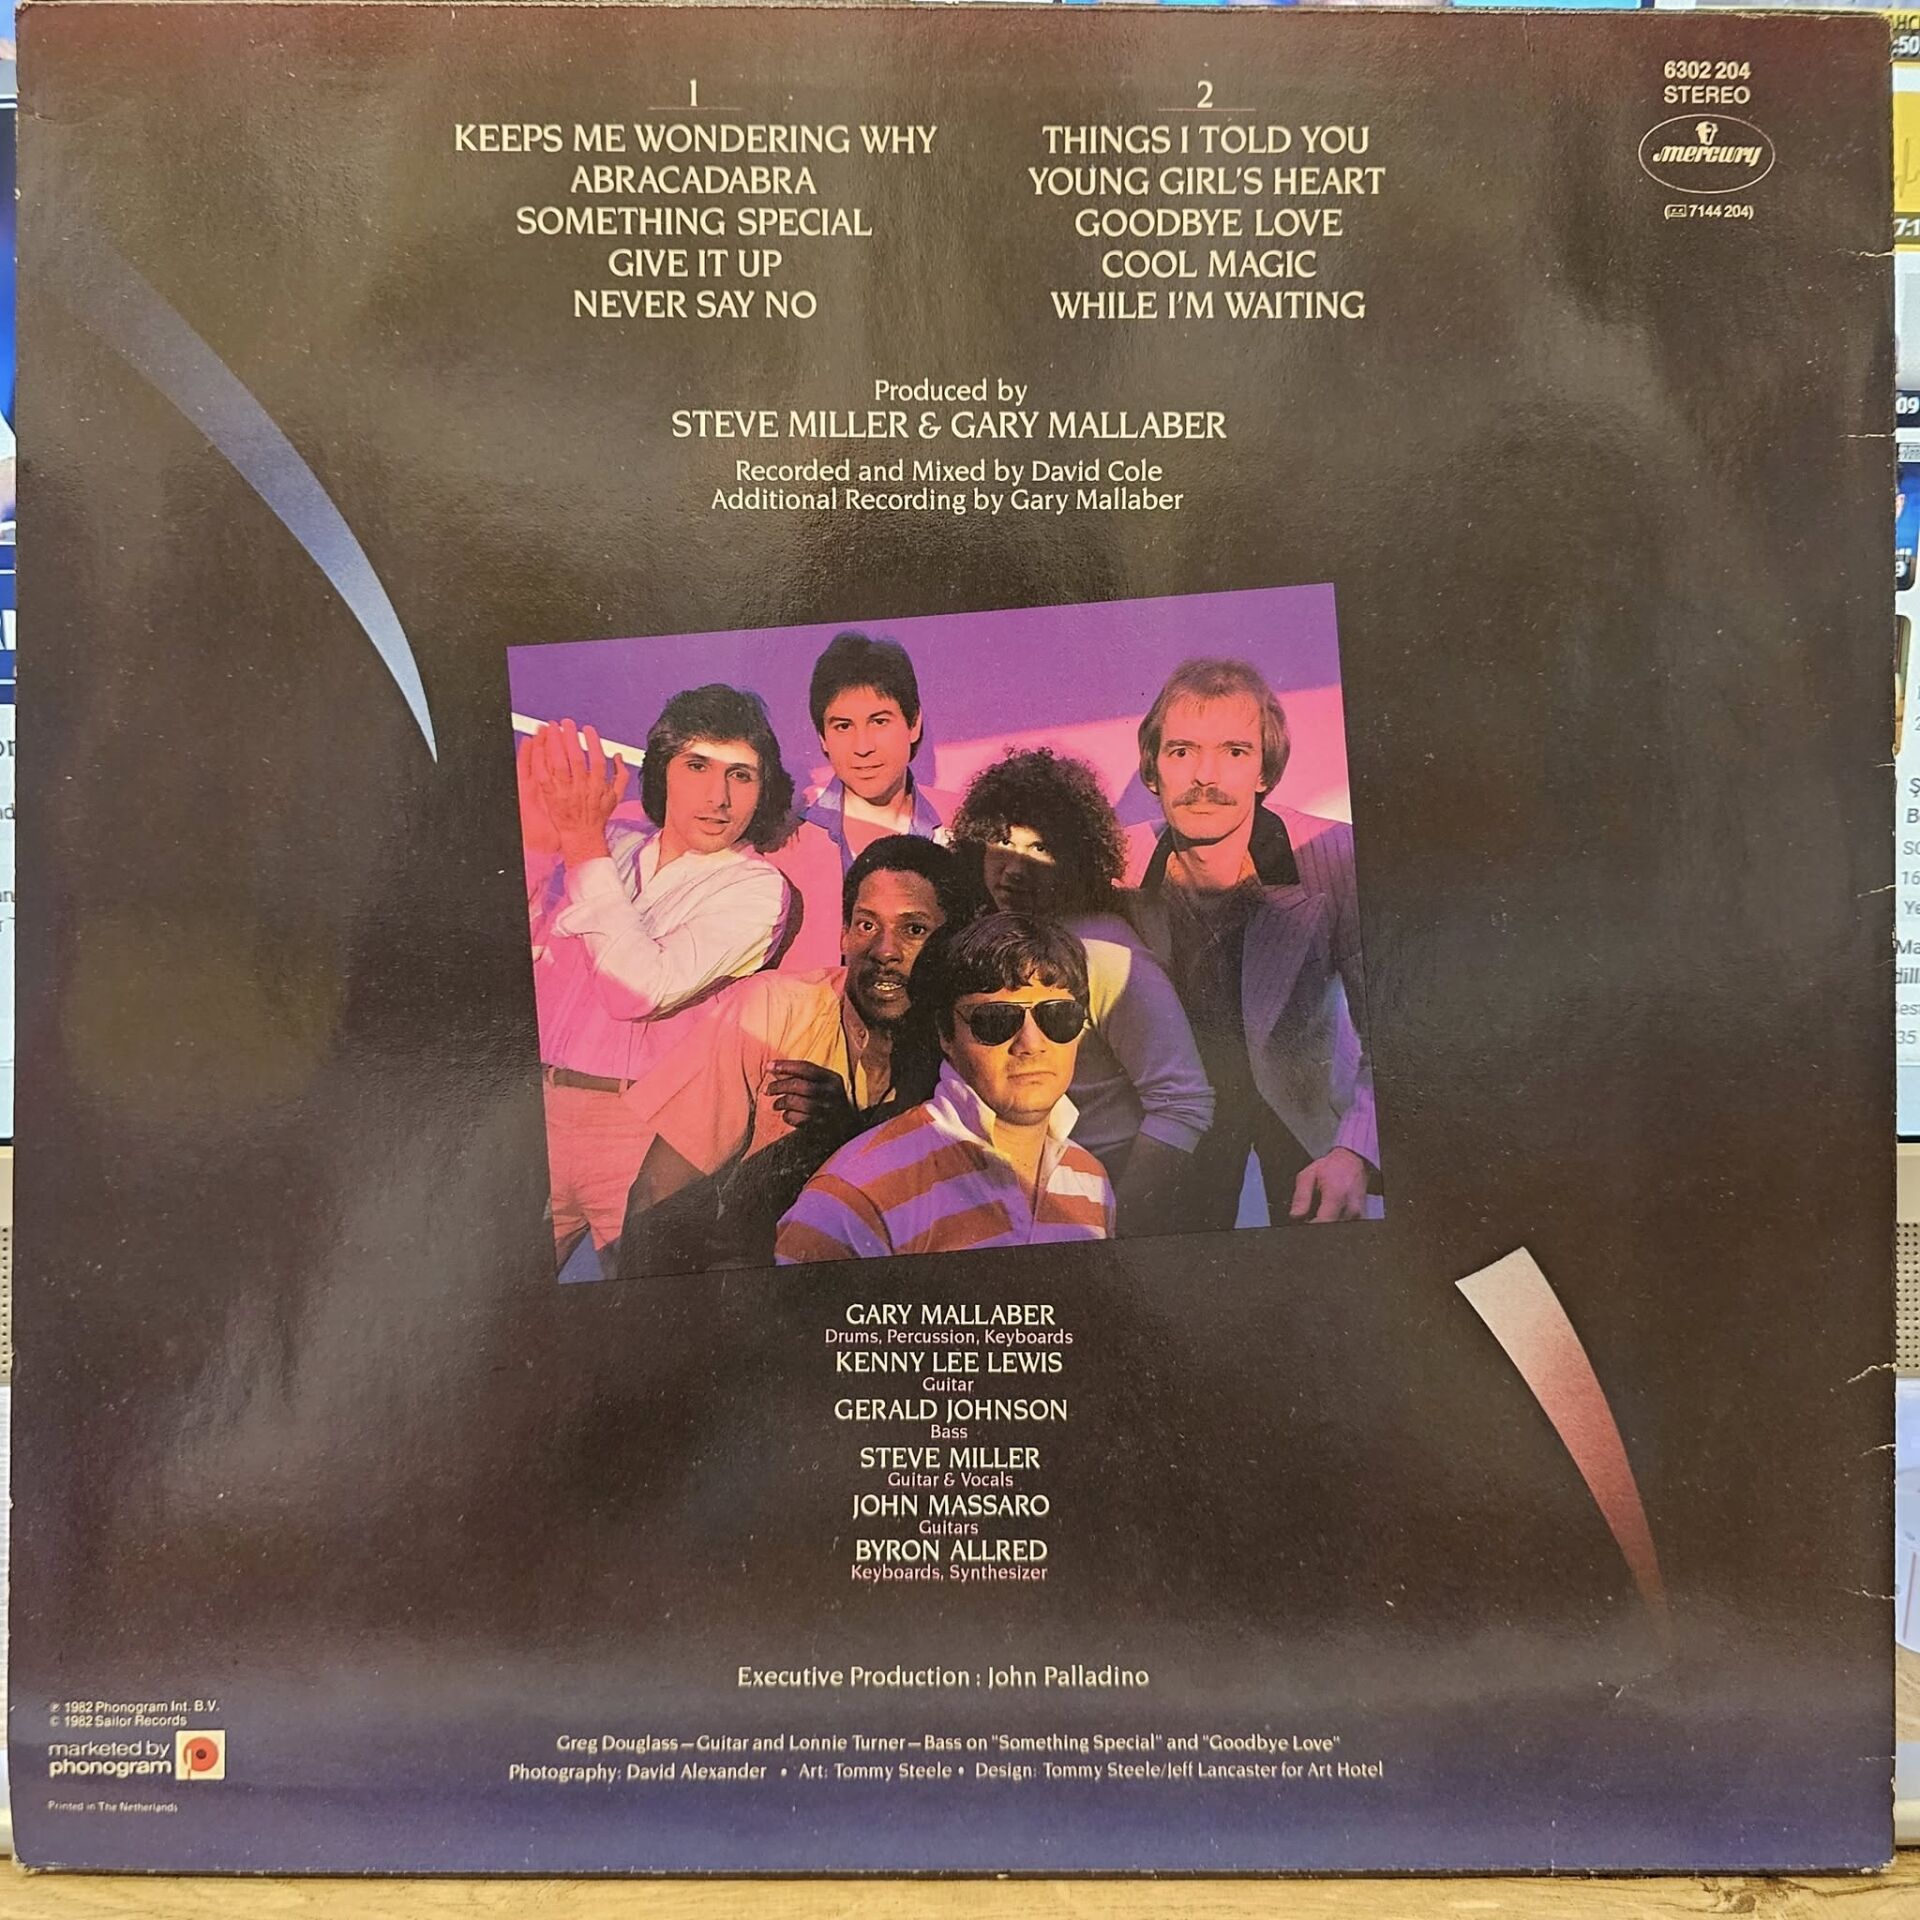 1
KEEPS ME WONDERING WHY
ABRACADABRA
SOMETHING SPECIAL
GIVE IT UP
NEVER SAY NO
2
THINGS I TOLD YOU
YOUNG GIRL'S HEART
GOODBYE LOVE
COOL MAGIC
WHILE I'M WAITING
6302 204
STEREO
mercury
(7144 204)
Produced by
STEVE MILLER & GARY MALLABER
Recorded and Mixed by David Cole
Additional Recording by Gary Mallaber
GARY MALLABER
Drums, Percussion, Keyboards
KENNY LEE LEWIS
Guitar
GERALD JOHNSON
Bass
STEVE MILLER
Guitar & Vocals
JOHN MASSARO
Guitars
BYRON ALLRED
Keyboards, Synthesizer
Executive Production : John Palladino
℗ 1982 Phonogram Int. B.V.
© 1982 Sailor Records
marketed by
phonogram
Printed in The Netherlands
Greg Douglass—Guitar and Lonnie Turner—Bass on "Something Special" and "Goodbye Love"
Photography: David Alexander • Art: Tommy Steele • Design: Tommy Steele/Jeff Lancaster for Art Hotel